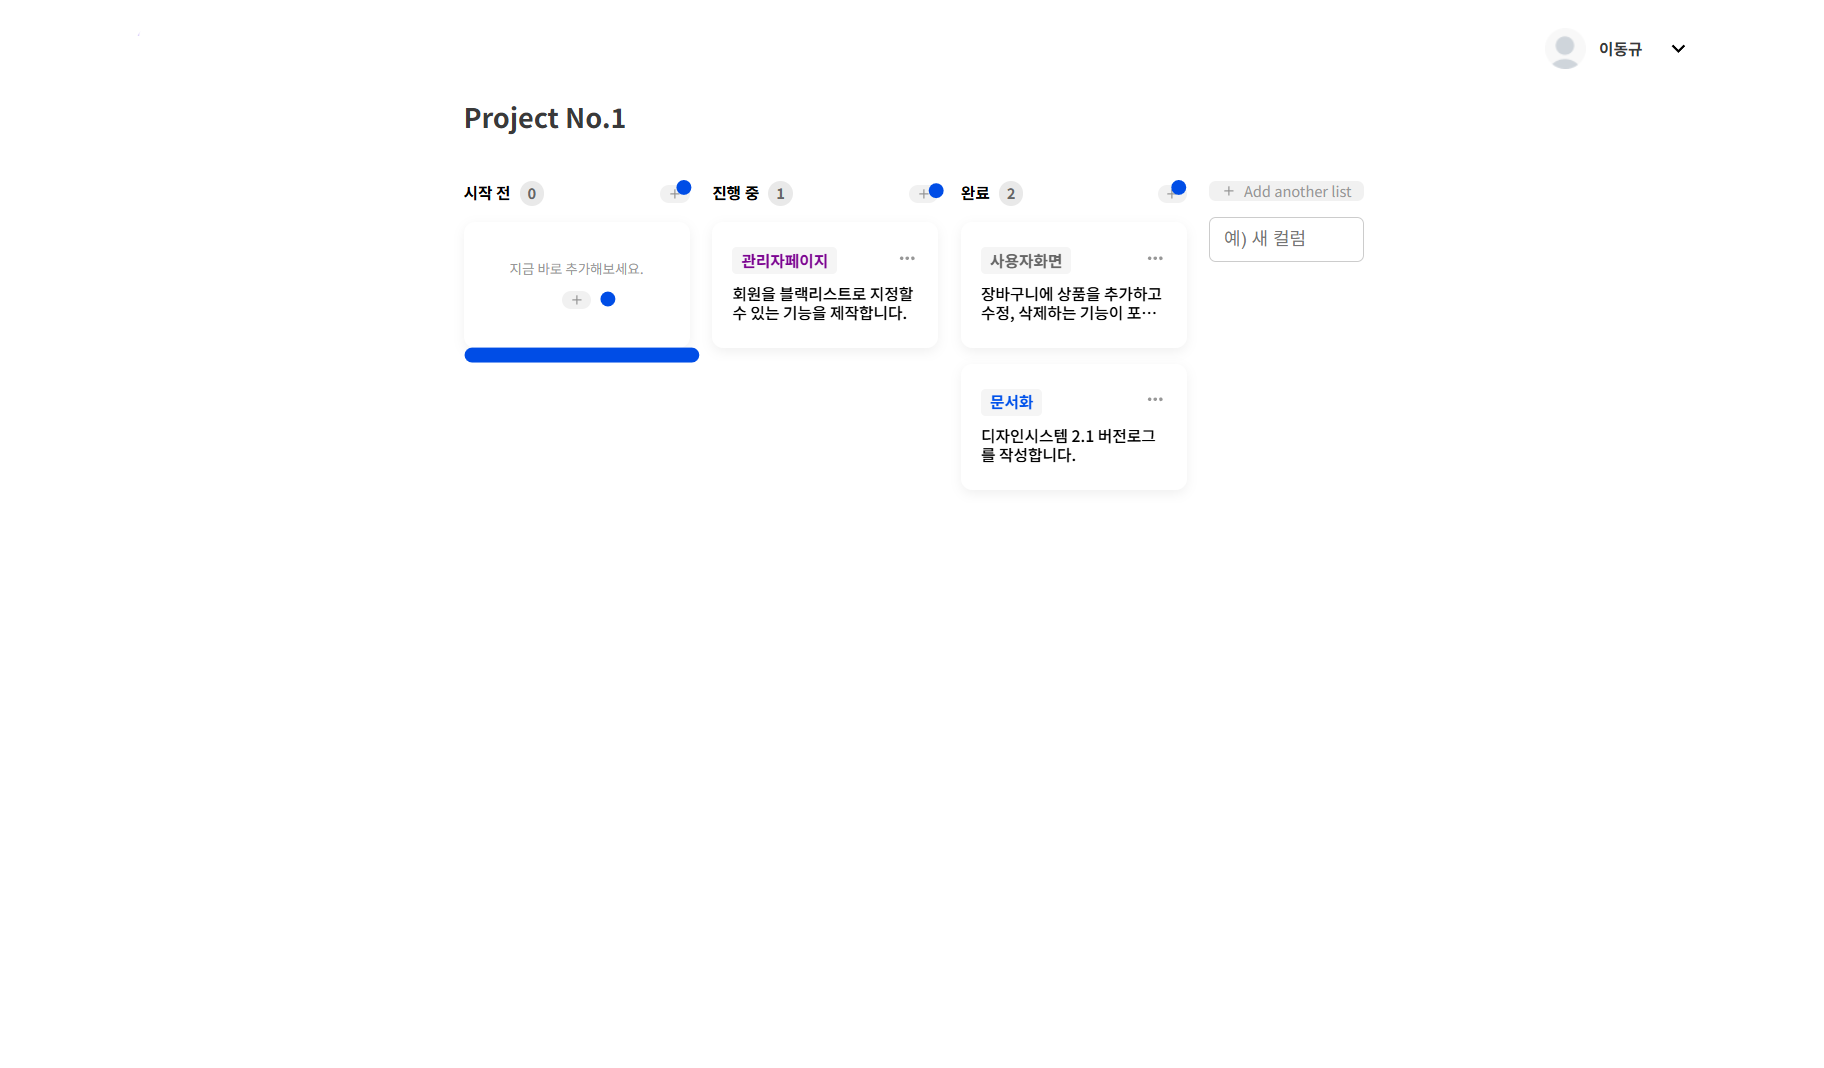 이동규
Project No.1
시작 전 0
진행 중 1
완료 2
+ Add another list
예) 새 컬럼
지금 바로 추가해보세요.
+
관리자페이지
회원을 블랙리스트로 지정할
수 있는 기능을 제작합니다.
사용자화면
장바구니에 상품을 추가하고
수정, 삭제하는 기능이 포…
문서화
디자인시스템 2.1 버전로그
를 작성합니다.